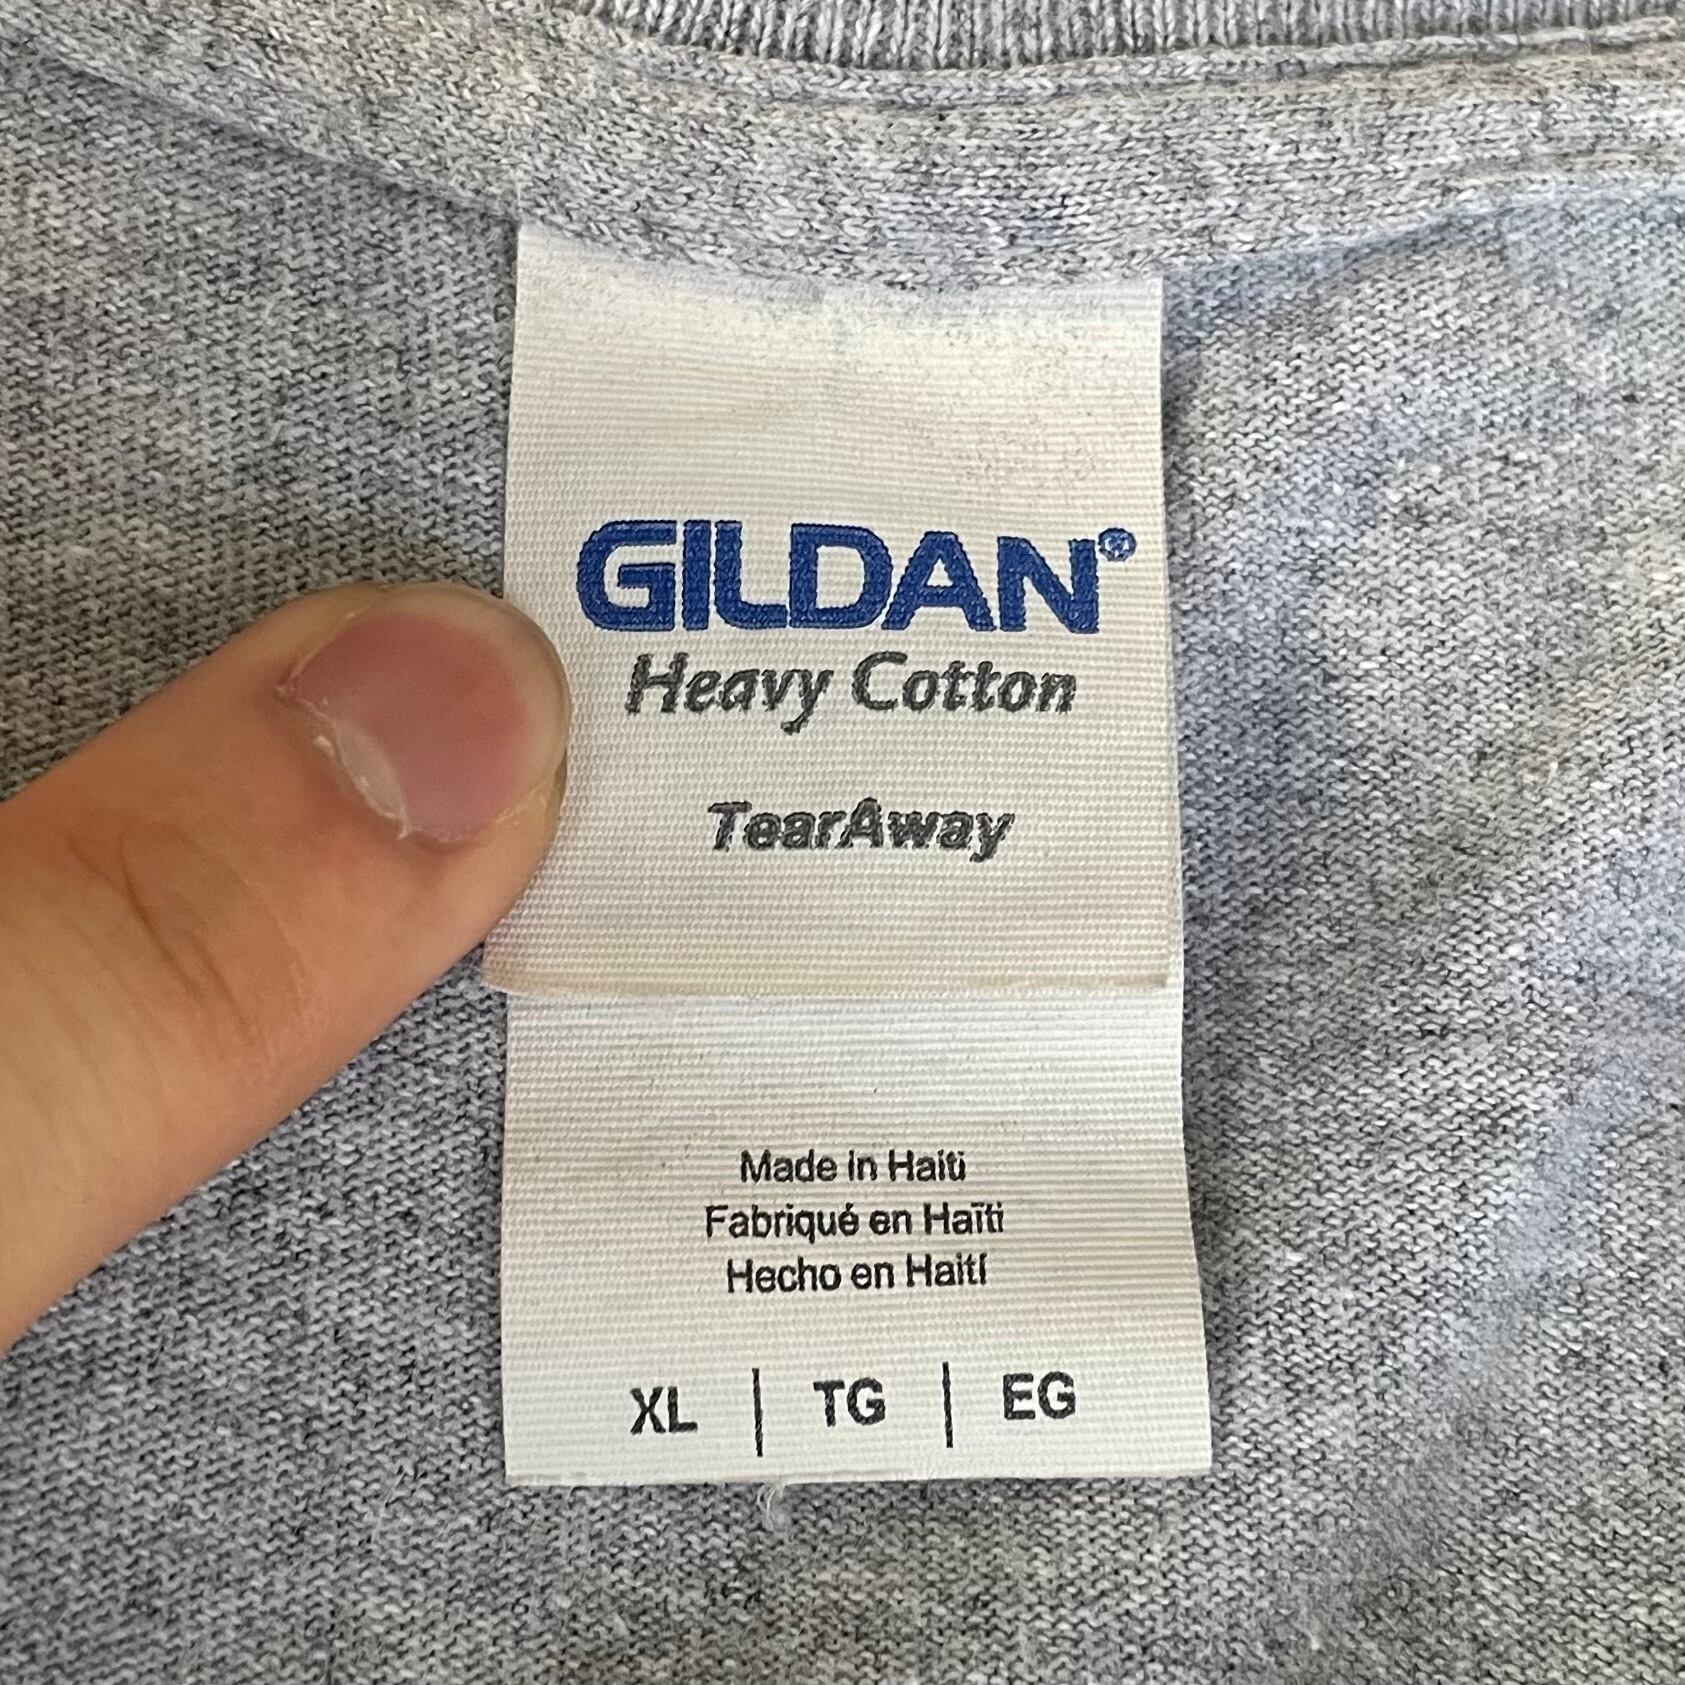 GILDAN®
Heavy Cotton
TearAway
Made in Haiti
Fabriqué en Haïti
Hecho en Haití
XL | TG | EG